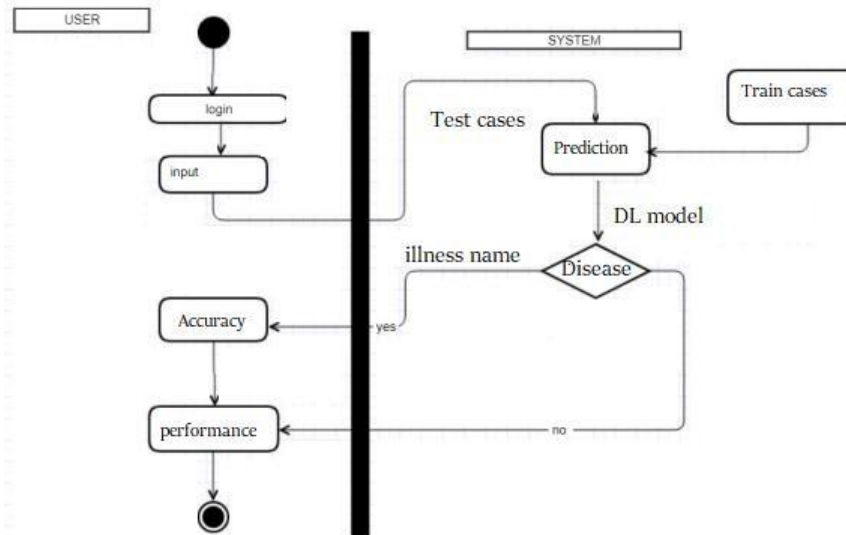 USER
SYSTEM
login
Train cases
Test cases
Prediction
input
DL model
illness name
Disease
Accuracy
yes
performance
no